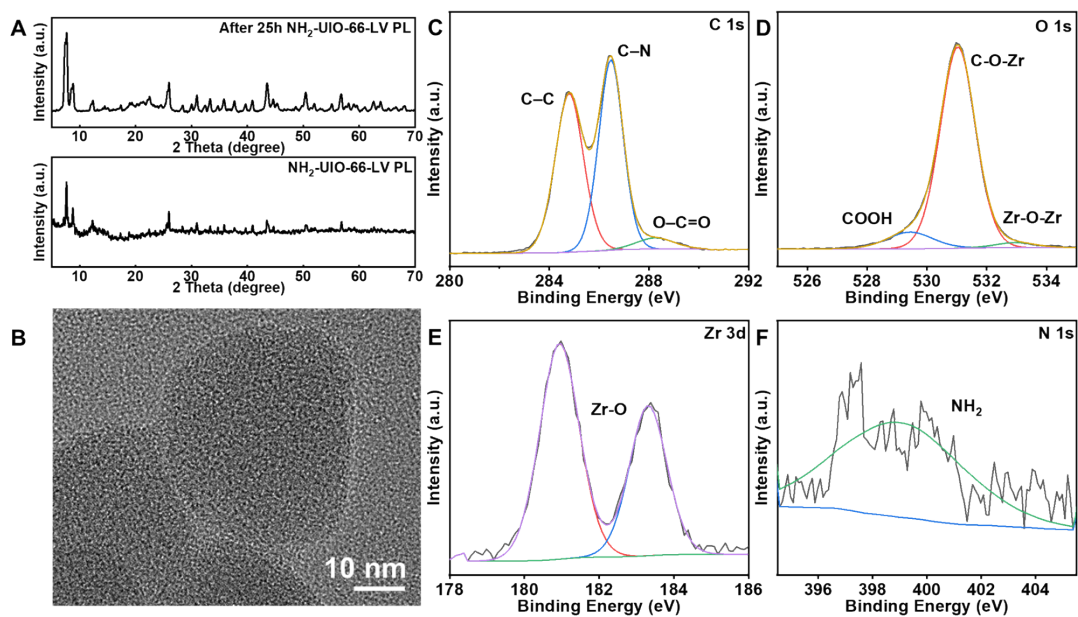 A
After 25h NH₂-UIO-66-LV PL
Intensity (a.u.)
10 20 30 40 50 60 70
2 Theta (degree)
NH₂-UIO-66-LV PL
Intensity (a.u.)
10 20 30 40 50 60 70
2 Theta (degree)
B
10 nm
C
C 1s
C–N
C–C
O–C=O
Intensity (a.u.)
280 284 288 292
Binding Energy (eV)
D
O 1s
C-O-Zr
COOH
Zr-O-Zr
Intensity (a.u.)
526 528 530 532 534
Binding Energy (eV)
E
Zr 3d
Zr-O
Intensity (a.u.)
178 180 182 184 186
Binding Energy (eV)
F
N 1s
NH₂
Intensity (a.u.)
396 398 400 402 404
Binding Energy (eV)